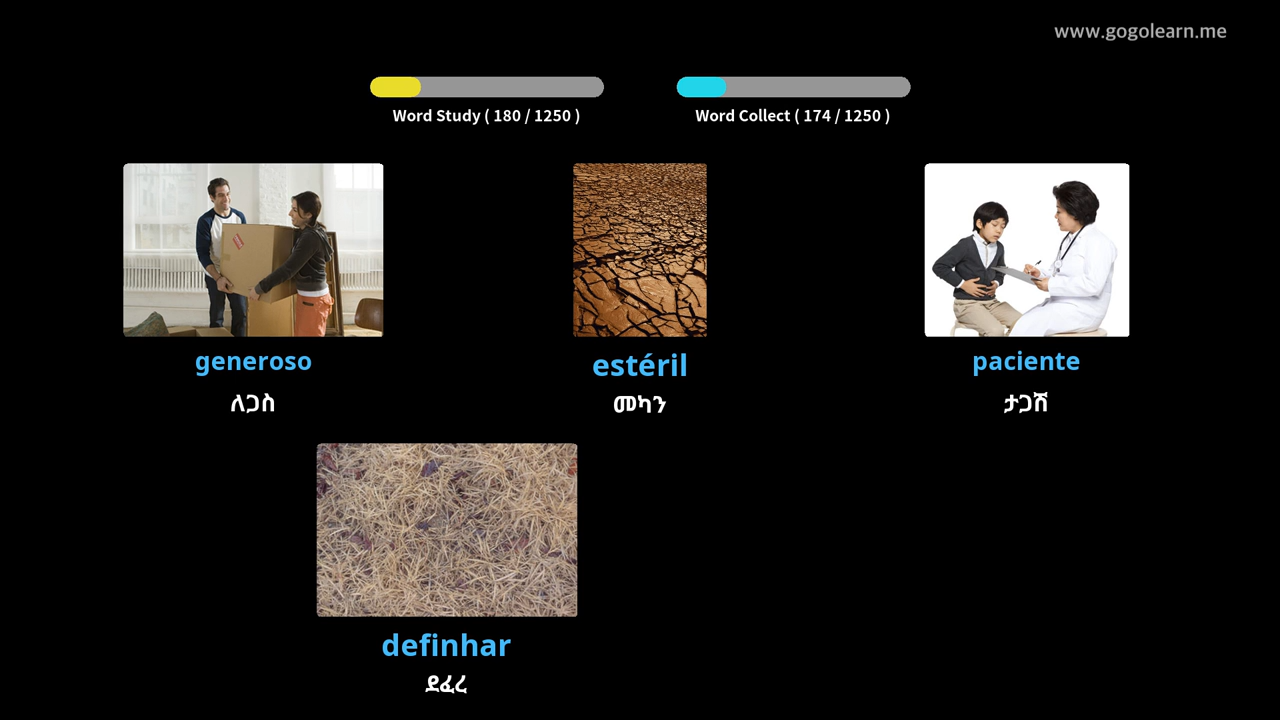 www.gogolearn.me
Word Study ( 180 / 1250 )
Word Collect ( 174 / 1250 )
generoso
estéril
paciente
ለጋስ
መካን
ታጋሽ
definhar
ደፈረ